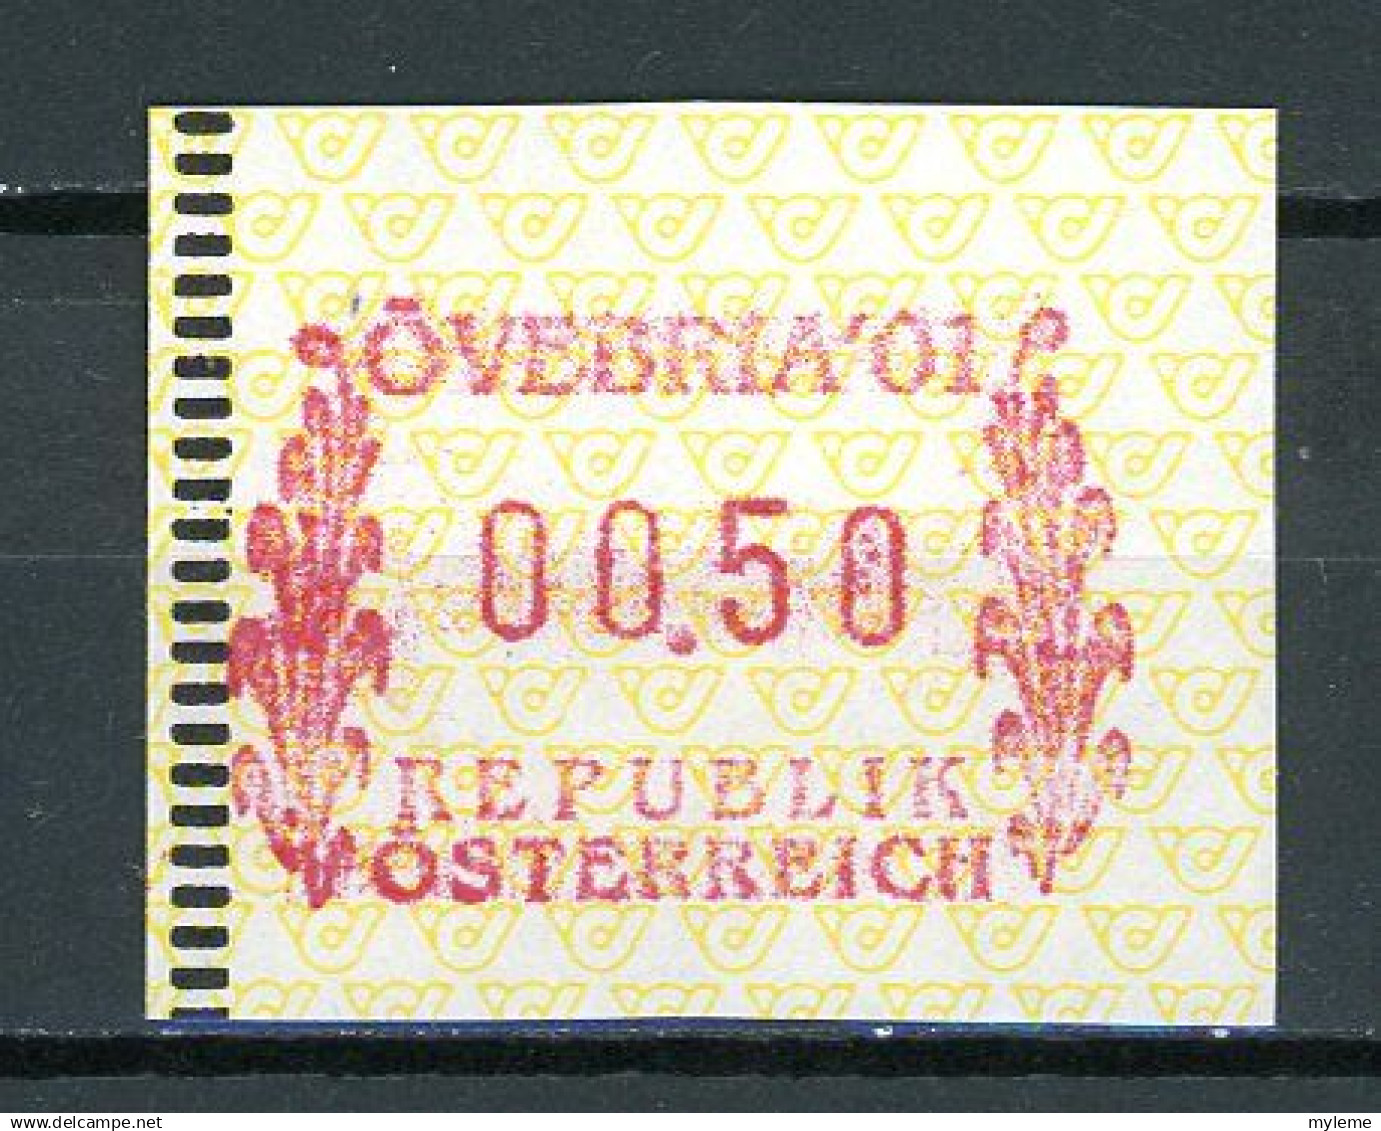 ÖVEBRIA'01
00.50
REPUBLIK
ÖSTERREICH
www.delcampe.net
myleme